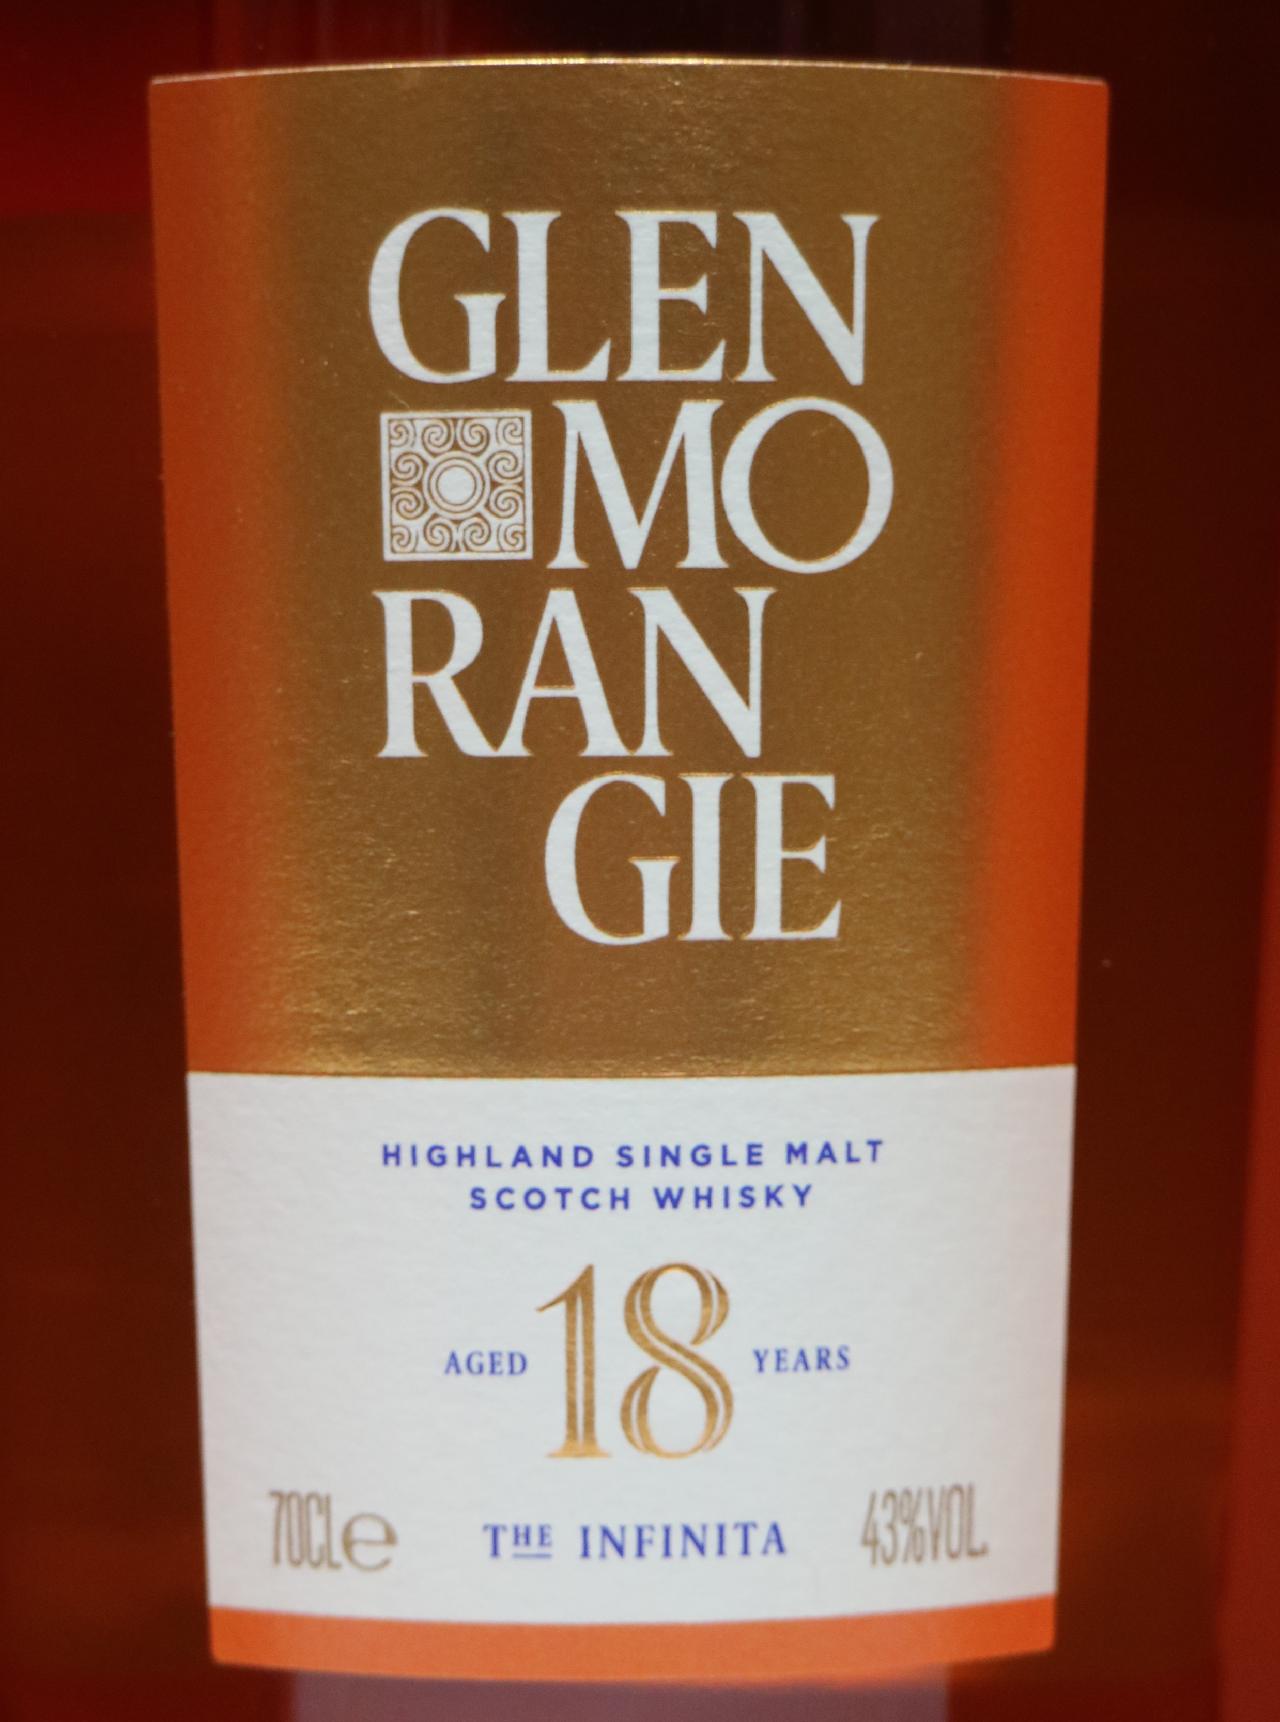 GLEN
MO
RAN
GIE
HIGHLAND SINGLE MALT
SCOTCH WHISKY
AGED 18 YEARS
70CLe THE INFINITA 43%VOL.